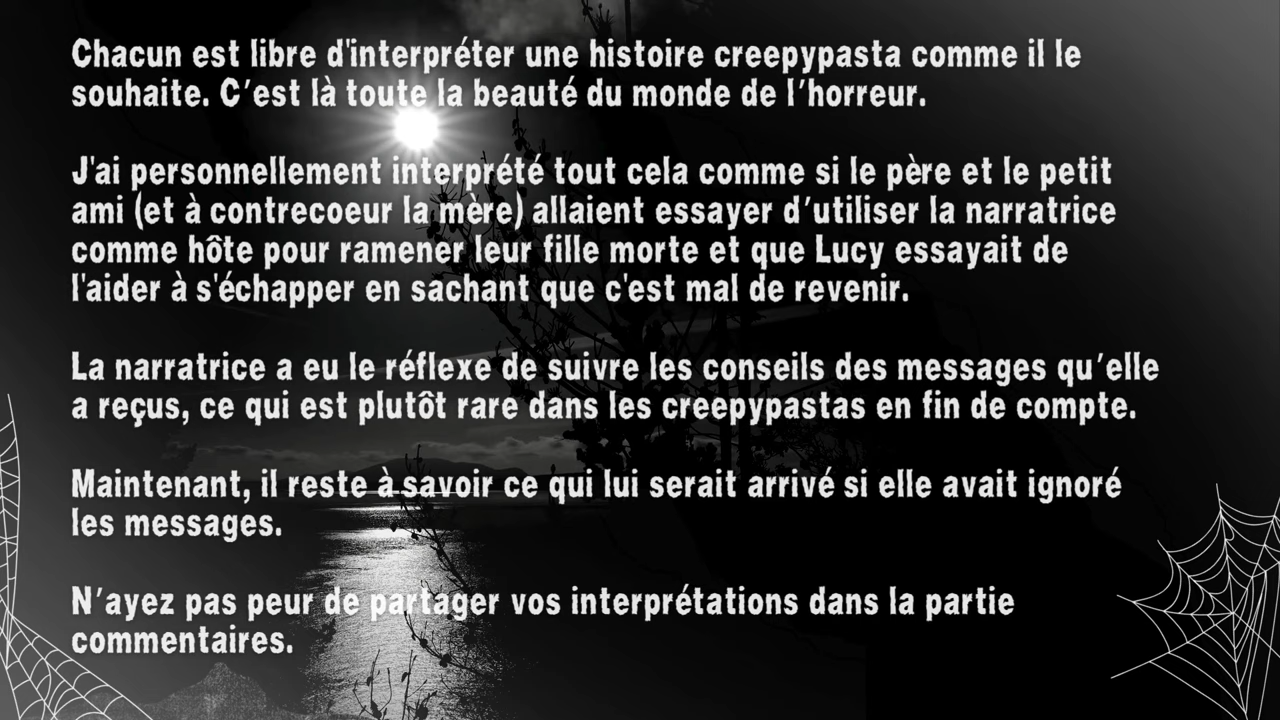 Chacun est libre d'interpréter une histoire creepypasta comme il le
souhaite. C'est là toute la beauté du monde de l'horreur.
J'ai personnellement interprété tout cela comme si le père et le petit
ami (et à contrecoeur la mère) allaient essayer d'utiliser la narratrice
comme hôte pour ramener leur fille morte et que Lucy essayait de
l'aider à s'échapper en sachant que c'est mal de revenir.
La narratrice a eu le réflexe de suivre les conseils des messages qu'elle
a reçus, ce qui est plutôt rare dans les creepypastas en fin de compte.
Maintenant, il reste à savoir ce qui lui serait arrivé si elle avait ignoré
les messages.
N'ayez pas peur de partager vos interprétations dans la partie
commentaires.